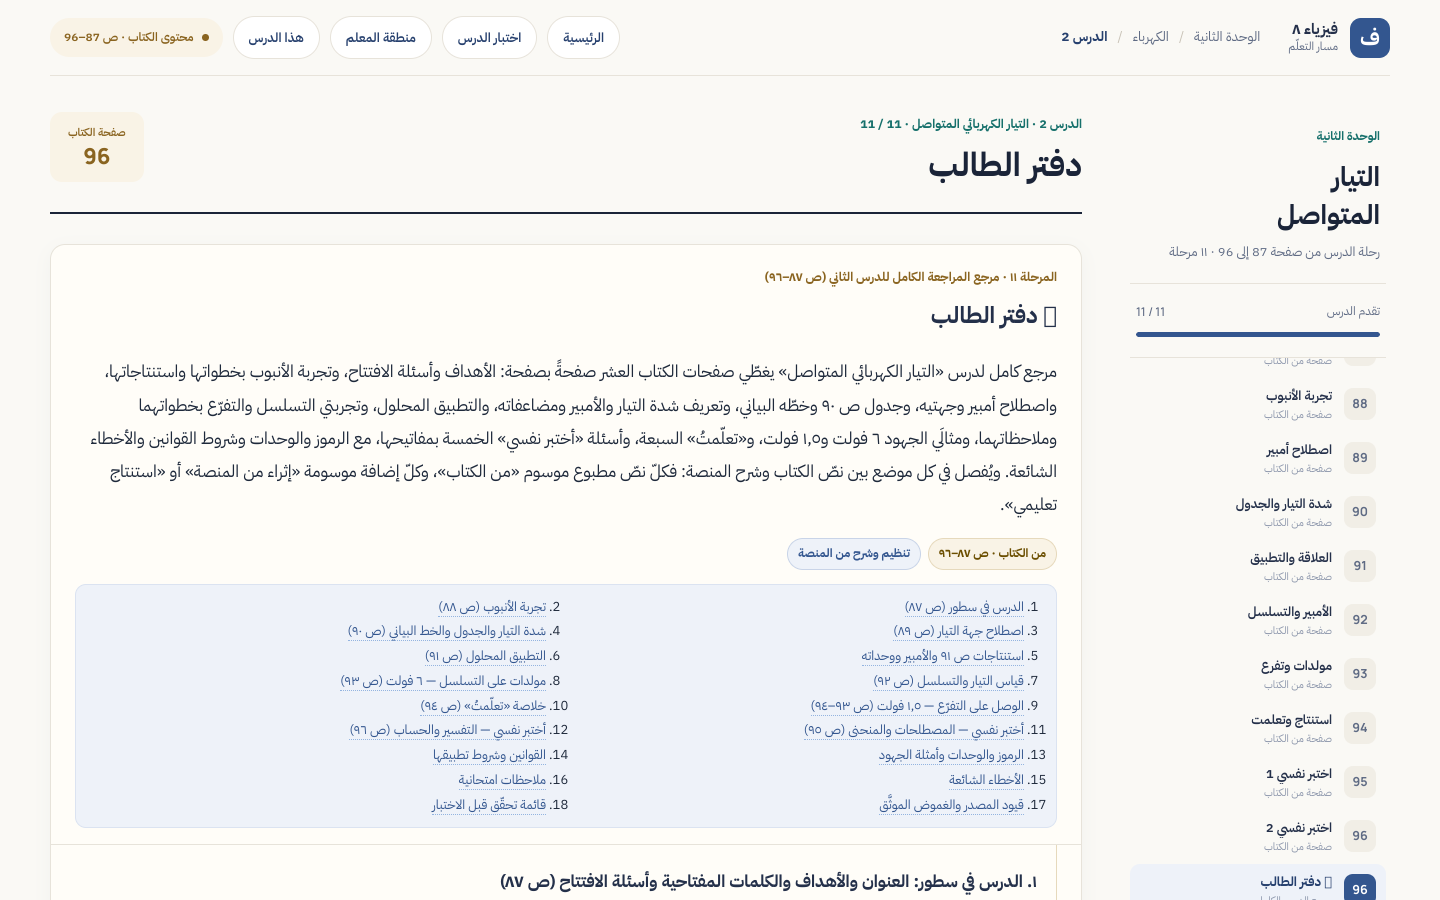 ف
فيزياء ٨
مسار التعلّم
الوحدة الثانية / الكهرباء / الدرس 2
الرئيسية
اختبار الدرس
منطقة المعلم
هذا الدرس
محتوى الكتاب · ص 87–96
الوحدة الثانية
التيار
المتواصل
رحلة الدرس من صفحة 87 إلى 96 · ١١ مرحلة
تقدم الدرس
11 / 11
صفحة من الكتاب
88
تجربة الأنبوب
صفحة من الكتاب
89
اصطلاح أمبير
صفحة من الكتاب
90
شدة التيار والجدول
صفحة من الكتاب
91
العلاقة والتطبيق
صفحة من الكتاب
92
الأمبير والتسلسل
صفحة من الكتاب
93
مولدات وتفرع
صفحة من الكتاب
94
استنتاج وتعلمت
صفحة من الكتاب
95
اختبر نفسي 1
صفحة من الكتاب
96
اختبر نفسي 2
صفحة من الكتاب
96
دفتر الطالب
الدرس 2 · التيار الكهربائي المتواصل · 11 / 11
دفتر الطالب
صفحة الكتاب
96
المرحلة ١١ · مرجع المراجعة الكامل للدرس الثاني (ص ٨٧–٩٦)
دفتر الطالب
مرجع كامل لدرس «التيار الكهربائي المتواصل» يغطّي صفحات الكتاب العشر صفحةً بصفحة: الأهداف وأسئلة الافتتاح، وتجربة الأنبوب بخطواتها واستنتاجاتها،
واصطلاح أمبير وجهتيه، وجدول ص ٩٠ وخطّه البياني، وتعريف شدة التيار والأمبير ومضاعفاته، والتطبيق المحلول، وتجربتي التسلسل والتفرّع بخطواتهما
وملاحظاتهما، ومثالَي الجهود ٦ فولت و١,٥ فولت، و«تعلّمتُ» السبعة، وأسئلة «أختبر نفسي» الخمسة بمفاتيحها، مع الرموز والوحدات وشروط القوانين والأخطاء
الشائعة. ويُفصل في كل موضع بين نصّ الكتاب وشرح المنصة: فكلّ نصّ مطبوع موسوم «من الكتاب»، وكلّ إضافة موسومة «إثراء من المنصة» أو «استنتاج
تعليمي».
من الكتاب · ص ٨٧–٩٦
تنظيم وشرح من المنصة
1. الدرس في سطور (ص ٨٧)
2. تجربة الأنبوب (ص ٨٨)
3. اصطلاح جهة التيار (ص ٨٩)
4. شدة التيار والجدول والخط البياني (ص ٩٠)
5. استنتاجات ص ٩١ والأمبير ووحداته
6. التطبيق المحلول (ص ٩١)
7. قياس التيار والتسلسل (ص ٩٢)
8. مولدات على التسلسل — ٦ فولت (ص ٩٣)
9. الوصل على التفرّع — ١,٥ فولت (ص ٩٣–٩٤)
10. خلاصة «تعلّمتُ» (ص ٩٤)
11. أختبر نفسي — المصطلحات والمنحنى (ص ٩٥)
12. أختبر نفسي — التفسير والحساب (ص ٩٦)
13. الرموز والوحدات وأمثلة الجهود
14. القوانين وشروط تطبيقها
15. الأخطاء الشائعة
16. ملاحظات امتحانية
17. قيود المصدر والغموض الموثَّق
18. قائمة تحقّق قبل الاختبار
١. الدرس في سطور: العنوان والأهداف والكلمات المفتاحية وأسئلة الافتتاح (ص ٨٧)